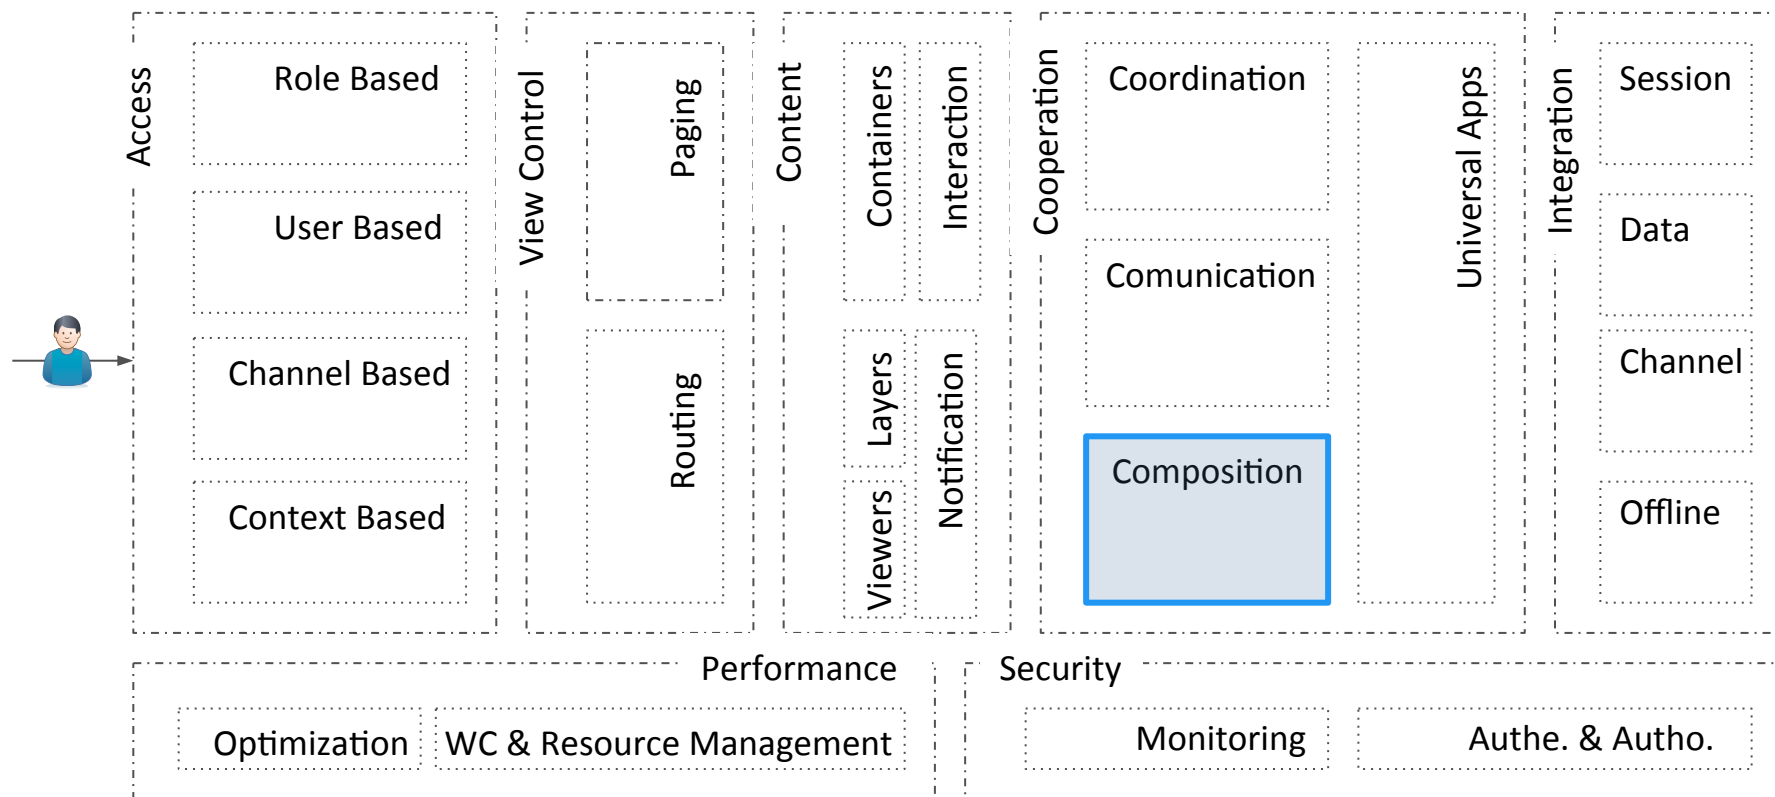 Access
Role Based
User Based
Channel Based
Context Based
View Control
Paging
Routing
Content
Containers
Interaction
Layers
Viewers
Notification
Cooperation
Coordination
Comunication
Composition
Universal Apps
Integration
Session
Data
Channel
Offline
Performance
Optimization
WC & Resource Management
Security
Monitoring
Authe. & Autho.